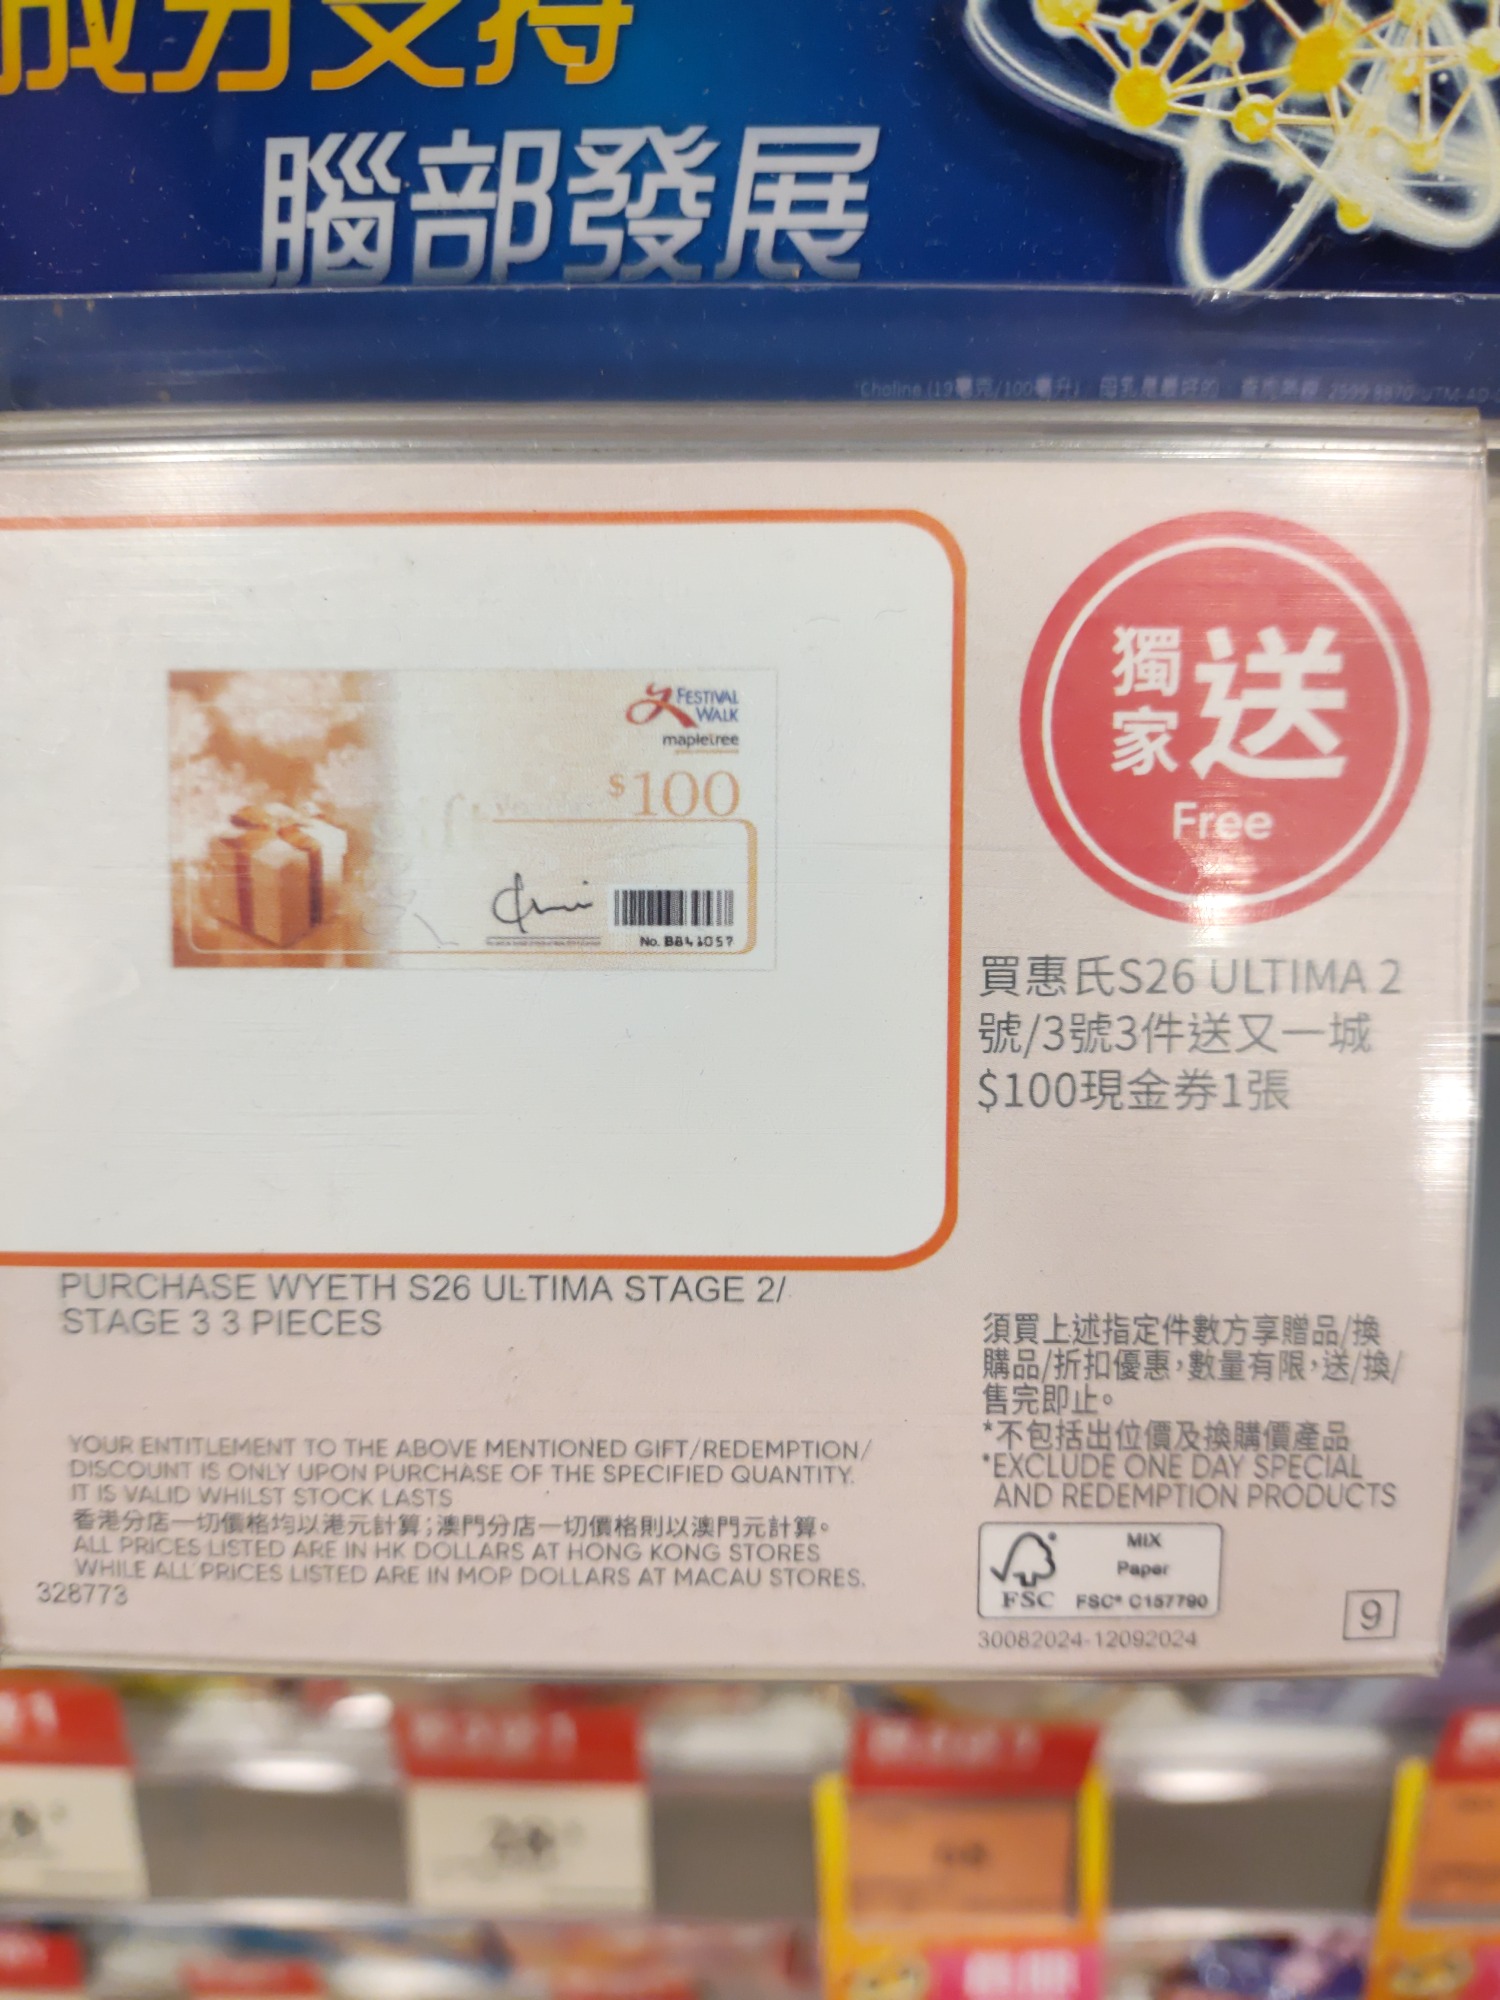 成分支持
腦部發展
FESTIVAL
WALK
mapletree
$100
No. BB41057
獨家送
Free
買惠氏S26 ULTIMA 2
號/3號3件送又一城
$100現金券1張
PURCHASE WYETH S26 ULTIMA STAGE 2/
STAGE 3 3 PIECES
須買上述指定件數方享贈品/換
購品/折扣優惠，數量有限，送/換/
售完即止。
*不包括出位價及換購價產品
*EXCLUDE ONE DAY SPECIAL
AND REDEMPTION PRODUCTS
YOUR ENTITLEMENT TO THE ABOVE MENTIONED GIFT/REDEMPTION/
DISCOUNT IS ONLY UPON PURCHASE OF THE SPECIFIED QUANTITY.
IT IS VALID WHILST STOCK LASTS
香港分店一切價格均以港元計算；澳門分店一切價格則以澳門元計算。
ALL PRICES LISTED ARE IN HK DOLLARS AT HONG KONG STORES
WHILE ALL PRICES LISTED ARE IN MOP DOLLARS AT MACAU STORES.
328773
MIX
Paper
FSC
FSC® C157790
30082024-12092024
9